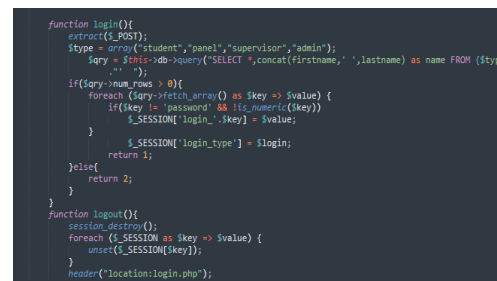 function login(){
extract($_POST);
$type = array("student","panel","supervisor","admin");
$qry = $this->db->query("SELECT *,concat(firstname,' ',lastname) as name FROM {$typ
."' ");
if($qry->num_rows > 0){
foreach ($qry->fetch_array() as $key => $value) {
if($key != 'password' && !is_numeric($key))
$_SESSION['login_'.$key] = $value;
}
$_SESSION['login_type'] = $login;
return 1;
}else{
return 2;
}
}
function logout(){
session_destroy();
foreach ($_SESSION as $key => $value) {
unset($_SESSION[$key]);
}
header("location:login.php");